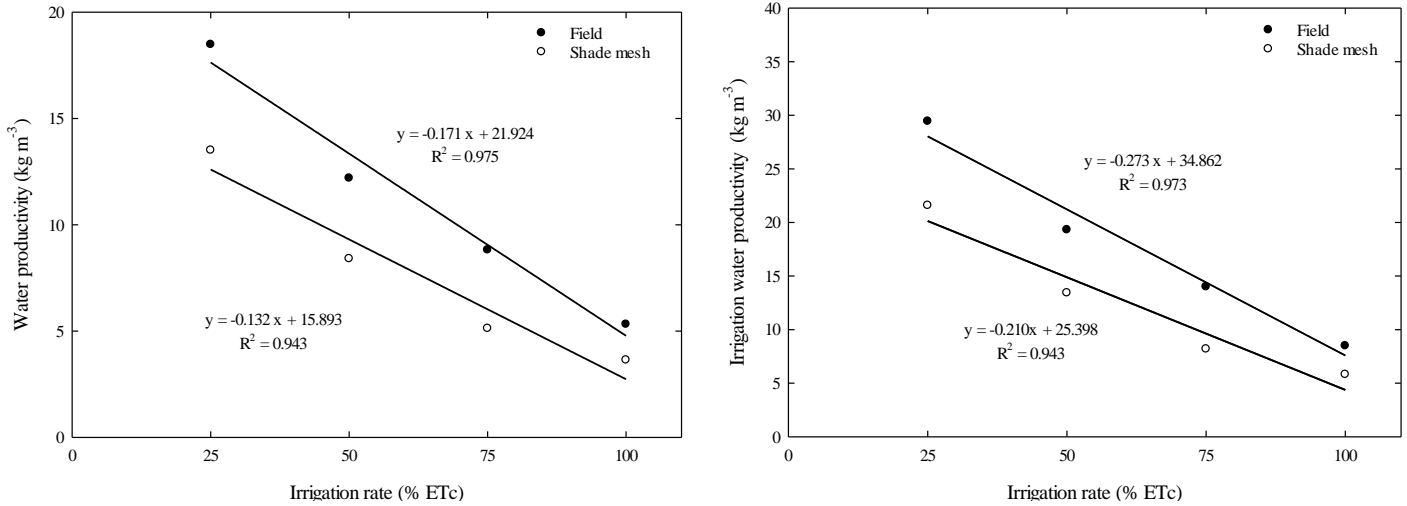 20
15
10
5
0
Water productivity (kg m-3)
Field
Shade mesh
y = -0.171 x + 21.924
R2 = 0.975
y = -0.132 x + 15.893
R2 = 0.943
0 25 50 75 100
Irrigation rate (% ETc)
40
35
30
25
20
15
10
5
0
Irrigation water productivity (kg m-3)
Field
Shade mesh
y = -0.273 x + 34.862
R2 = 0.973
y = -0.210x + 25.398
R2 = 0.943
0 25 50 75 100
Irrigation rate (% ETc)